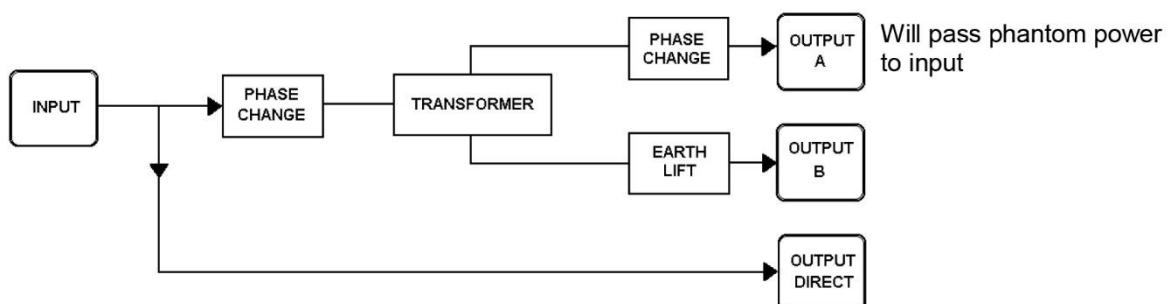 INPUT
PHASE
CHANGE
TRANSFORMER
PHASE
CHANGE
OUTPUT
A
Will pass phantom power
to input
EARTH
LIFT
OUTPUT
B
OUTPUT
DIRECT